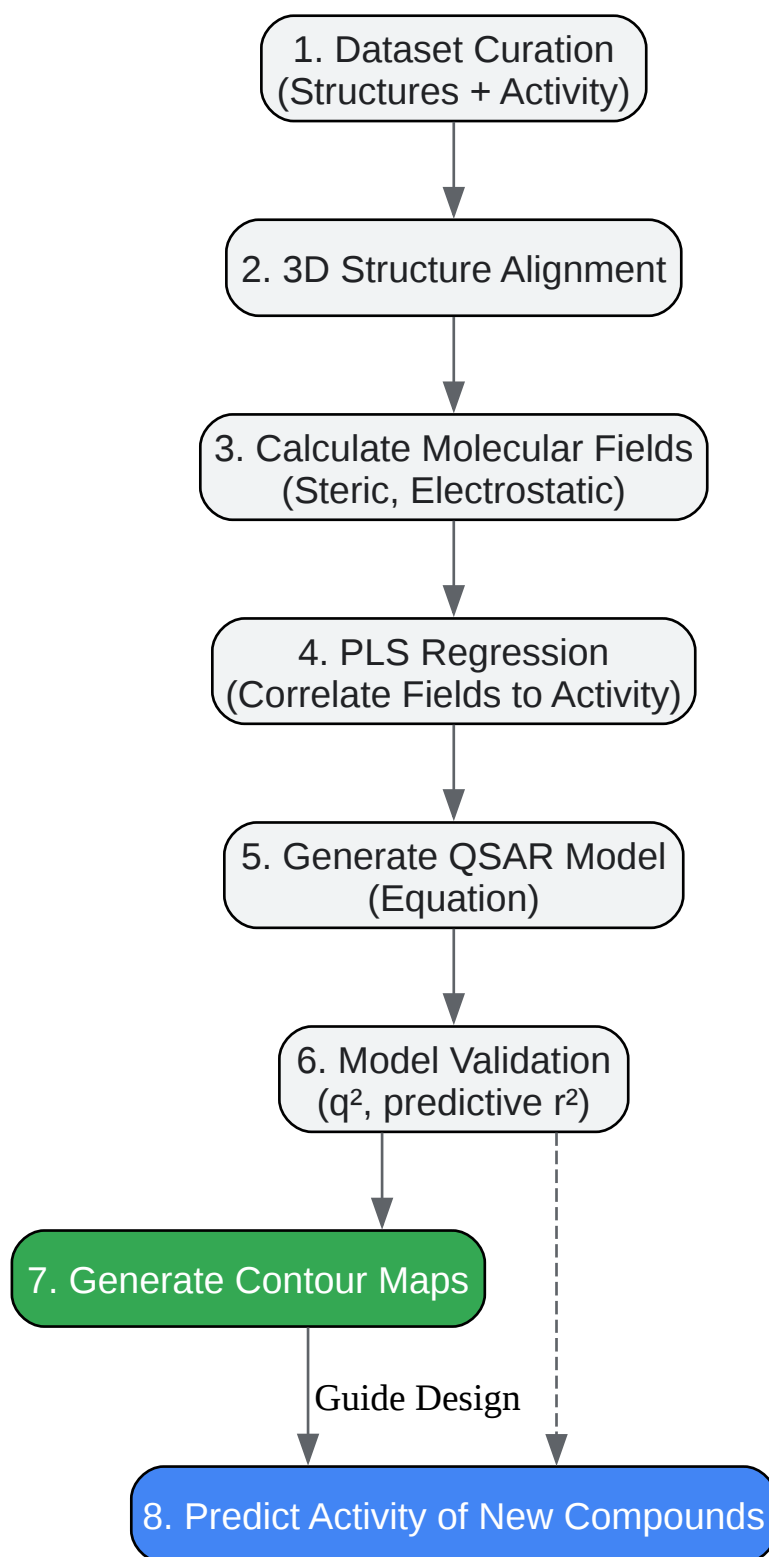 1. Dataset Curation
(Structures + Activity)
2. 3D Structure Alignment
3. Calculate Molecular Fields
(Steric, Electrostatic)
4. PLS Regression
(Correlate Fields to Activity)
5. Generate QSAR Model
(Equation)
6. Model Validation
(q², predictive r²)
7. Generate Contour Maps
Guide Design
8. Predict Activity of New Compounds